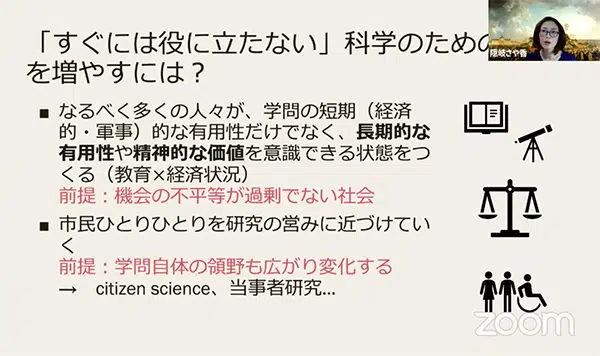 「すぐには役に立たない」科学のための
を増やすには？
隠岐さや香
■ なるべく多くの人々が、学問の短期（経済
的・軍事）的な有用性だけでなく、長期的な
有用性や精神的な価値を意識できる状態をつ
くる（教育×経済状況）
前提：機会の不平等が過剰でない社会
■ 市民ひとりひとりを研究の営みに近づけてい
く
前提：学問自体の領野も広がり変化する
→ citizen science、当事者研究…
zoom